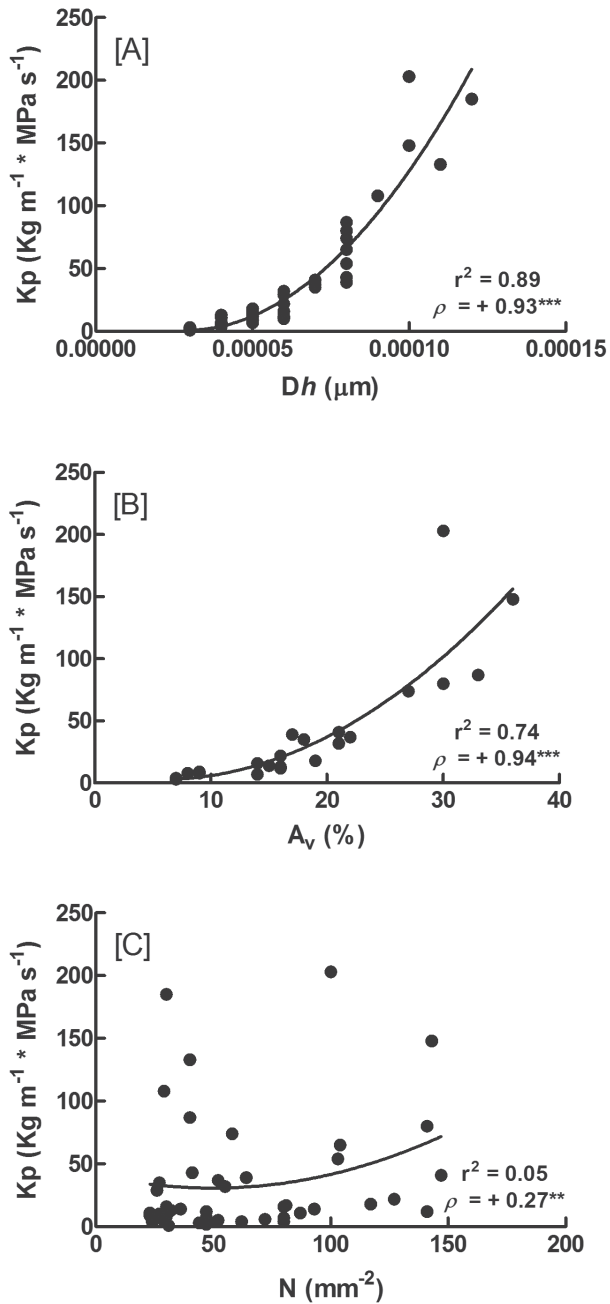 [A]
Kp (Kg m⁻¹ * MPa s⁻¹)
250
200
150
100
50
0
0.00000 0.00005 0.00010 0.00015
Dh (μm)
r² = 0.89
ρ = + 0.93***
[B]
Kp (Kg m⁻¹ * MPa s⁻¹)
250
200
150
100
50
0
0 10 20 30 40
Aᵥ (%)
r² = 0.74
ρ = + 0.94***
[C]
Kp (Kg m⁻¹ * MPa s⁻¹)
250
200
150
100
50
0
0 50 100 150 200
N (mm⁻²)
r² = 0.05
ρ = + 0.27**